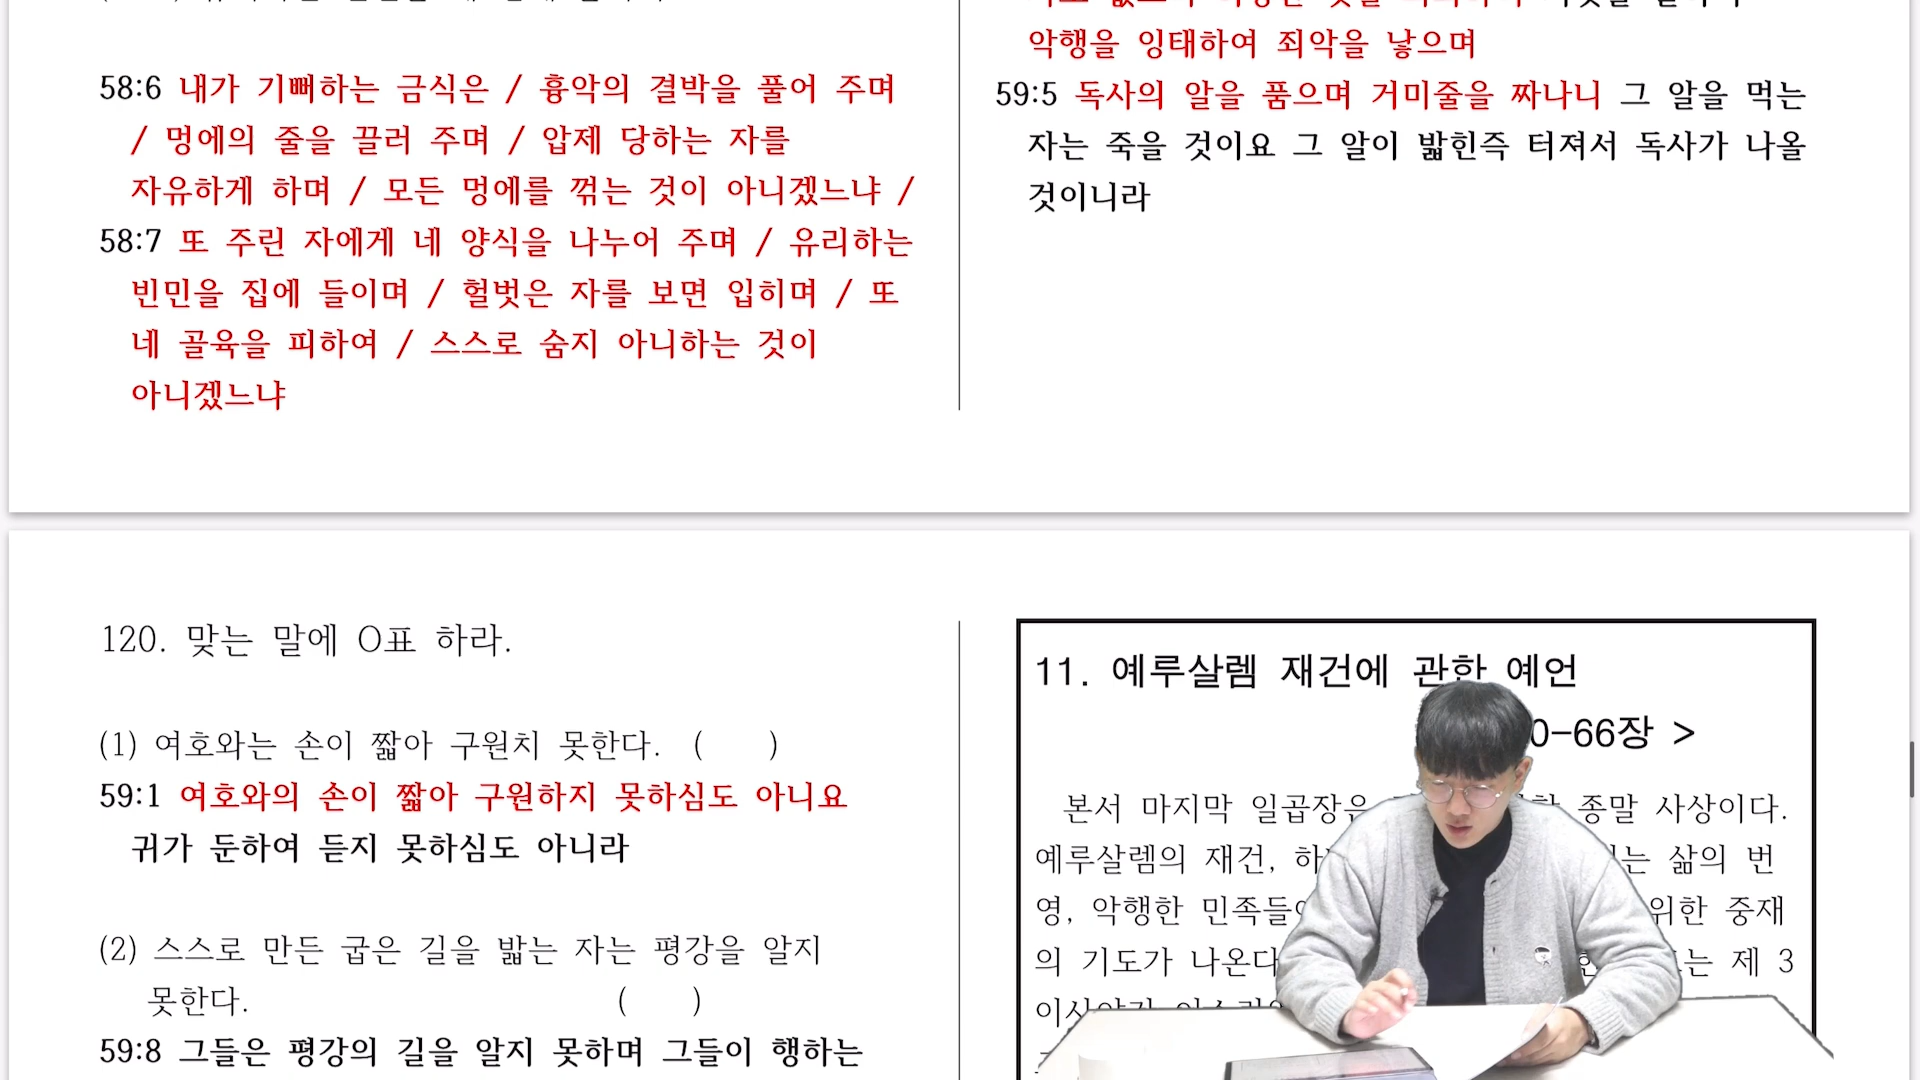 58:6 내가 기뻐하는 금식은 / 흉악의 결박을 풀어 주며
/ 멍에의 줄을 끌러 주며 / 압제 당하는 자를
자유하게 하며 / 모든 멍에를 꺾는 것이 아니겠느냐 /
58:7 또 주린 자에게 네 양식을 나누어 주며 / 유리하는
빈민을 집에 들이며 / 헐벗은 자를 보면 입히며 / 또
네 골육을 피하여 / 스스로 숨지 아니하는 것이
아니겠느냐
악행을 잉태하여 죄악을 낳으며
59:5 독사의 알을 품으며 거미줄을 짜나니 그 알을 먹는
자는 죽을 것이요 그 알이 밟힌즉 터져서 독사가 나올
것이니라
120. 맞는 말에 O표 하라.
(1) 여호와는 손이 짧아 구원치 못한다. (    )
59:1 여호와의 손이 짧아 구원하지 못하심도 아니요
귀가 둔하여 듣지 못하심도 아니라
(2) 스스로 만든 굽은 길을 밟는 자는 평강을 알지
못한다. (    )
59:8 그들은 평강의 길을 알지 못하며 그들이 행하는
11. 예루살렘 재건에 관한 예언
0-66장 >
본서 마지막 일곱장은 종말 사상이다.
예루살렘의 재건, 삶의 번
영, 악행한 위한 중재
의 기도가 나온다 제 3